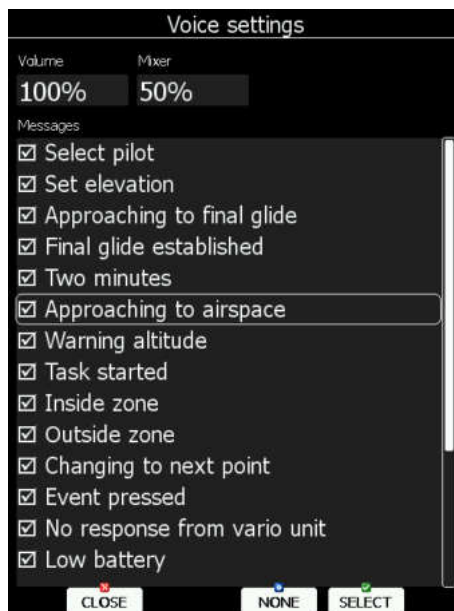 Voice settings
Volume Mixer
100% 50%
Messages
Select pilot
Set elevation
Approaching to final glide
Final glide established
Two minutes
Approaching to airspace
Warning altitude
Task started
Inside zone
Outside zone
Changing to next point
Event pressed
No response from vario unit
Low battery
CLOSE NONE SELECT